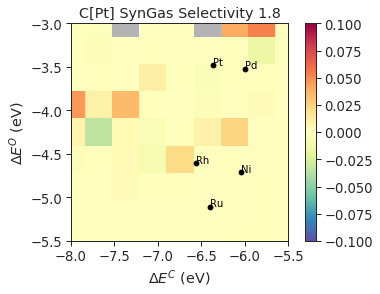 C[Pt] SynGas Selectivity 1.8
−3.0
−3.5
−4.0
−4.5
−5.0
−5.5
ΔE^O (eV)
Pt
Pd
Rh
Ni
Ru
−8.0 −7.5 −7.0 −6.5 −6.0 −5.5
ΔE^C (eV)
0.100
0.075
0.050
0.025
0.000
−0.025
−0.050
−0.075
−0.100